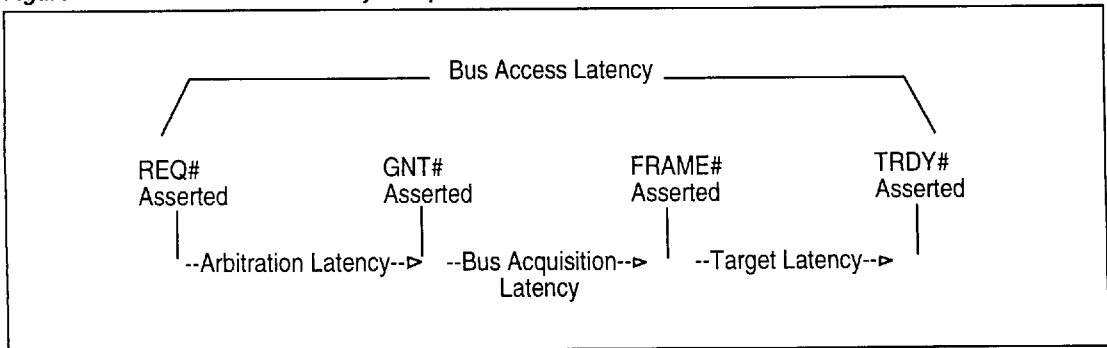 Bus Access Latency
REQ# Asserted
GNT# Asserted
FRAME# Asserted
TRDY# Asserted
--Arbitration Latency--⊳
--Bus Acquisition--⊳
Latency
--Target Latency--⊳